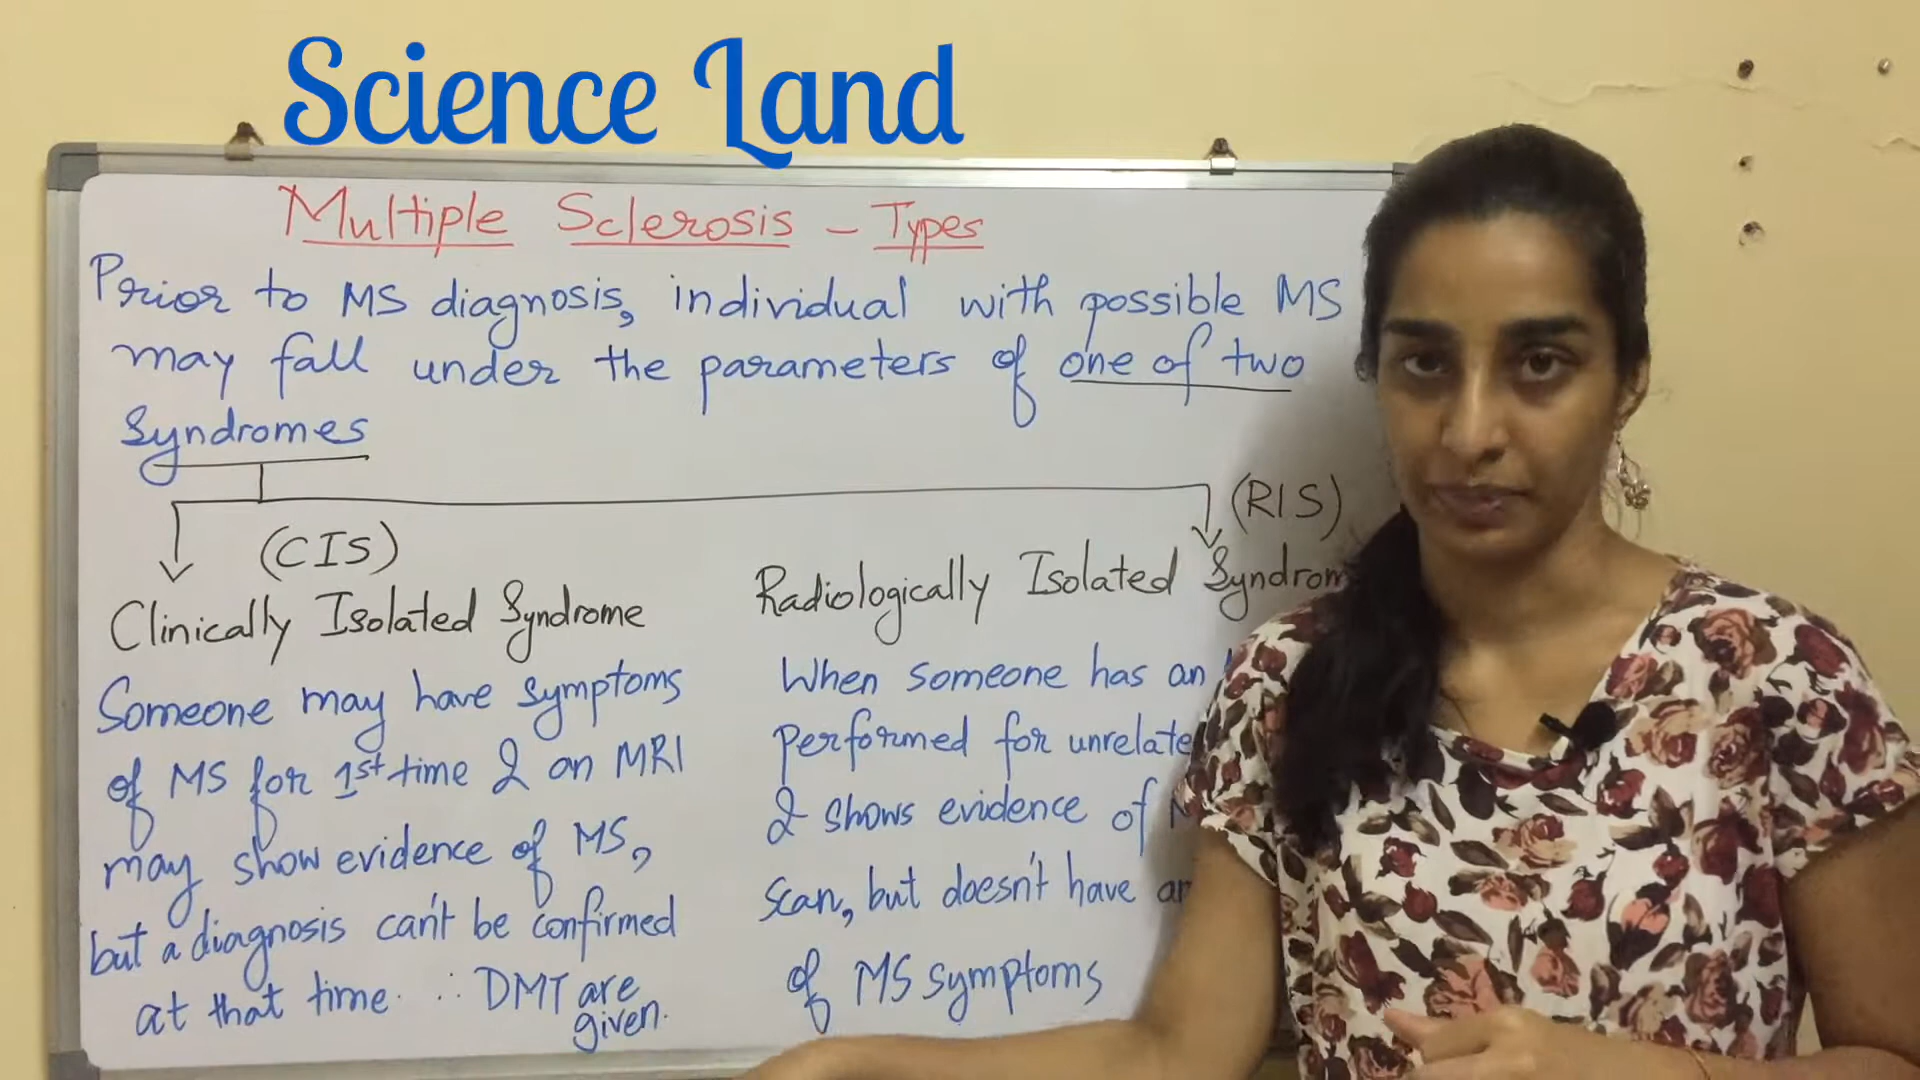 Science Land
Multiple Sclerosis - Types
Prior to MS diagnosis, individual with possible MS
may fall under the parameters of one of two
Syndromes
(CIS)
Clinically Isolated Syndrome
Someone may have symptoms
of MS for 1st time & an MRI
may show evidence of MS,
but a diagnosis can't be confirmed
at that time. ∴ DMT are
given.
(RIS)
Radiologically Isolated Syndrom
When someone has an
performed for unrelate
& shows evidence of
scan, but doesn't have
of MS symptoms